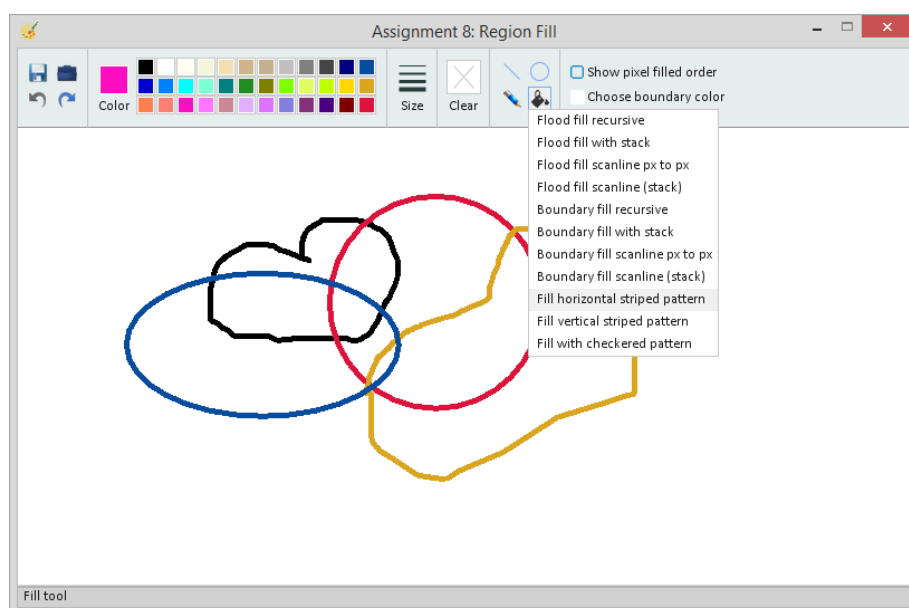 Assignment 8: Region Fill
Color
Size
Clear
Show pixel filled order
Choose boundary color
Flood fill recursive
Flood fill with stack
Flood fill scanline px to px
Flood fill scanline (stack)
Boundary fill recursive
Boundary fill with stack
Boundary fill scanline px to px
Boundary fill scanline (stack)
Fill horizontal striped pattern
Fill vertical striped pattern
Fill with checkered pattern
Fill tool